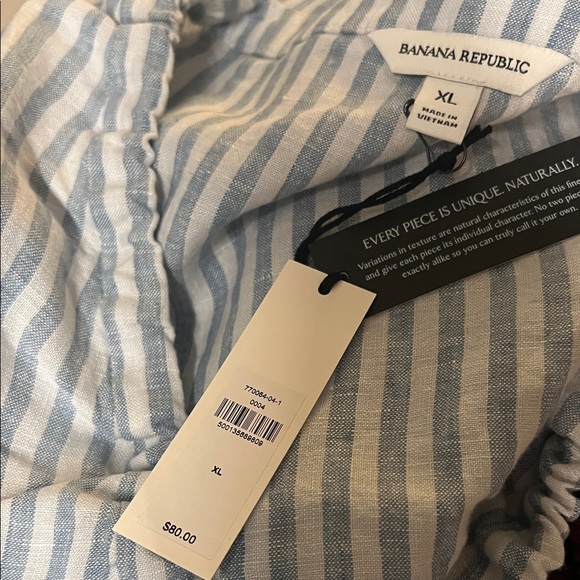 BANANA REPUBLIC
XL
MADE IN
VIETNAM
EVERY PIECE IS UNIQUE. NATURALLY.
Variations in texture are natural characteristics of this fine
and give each piece its individual character. No two piec
exactly alike so you can truly call it your own.
770064-04-1
0004
500135689809
XL
$80.00